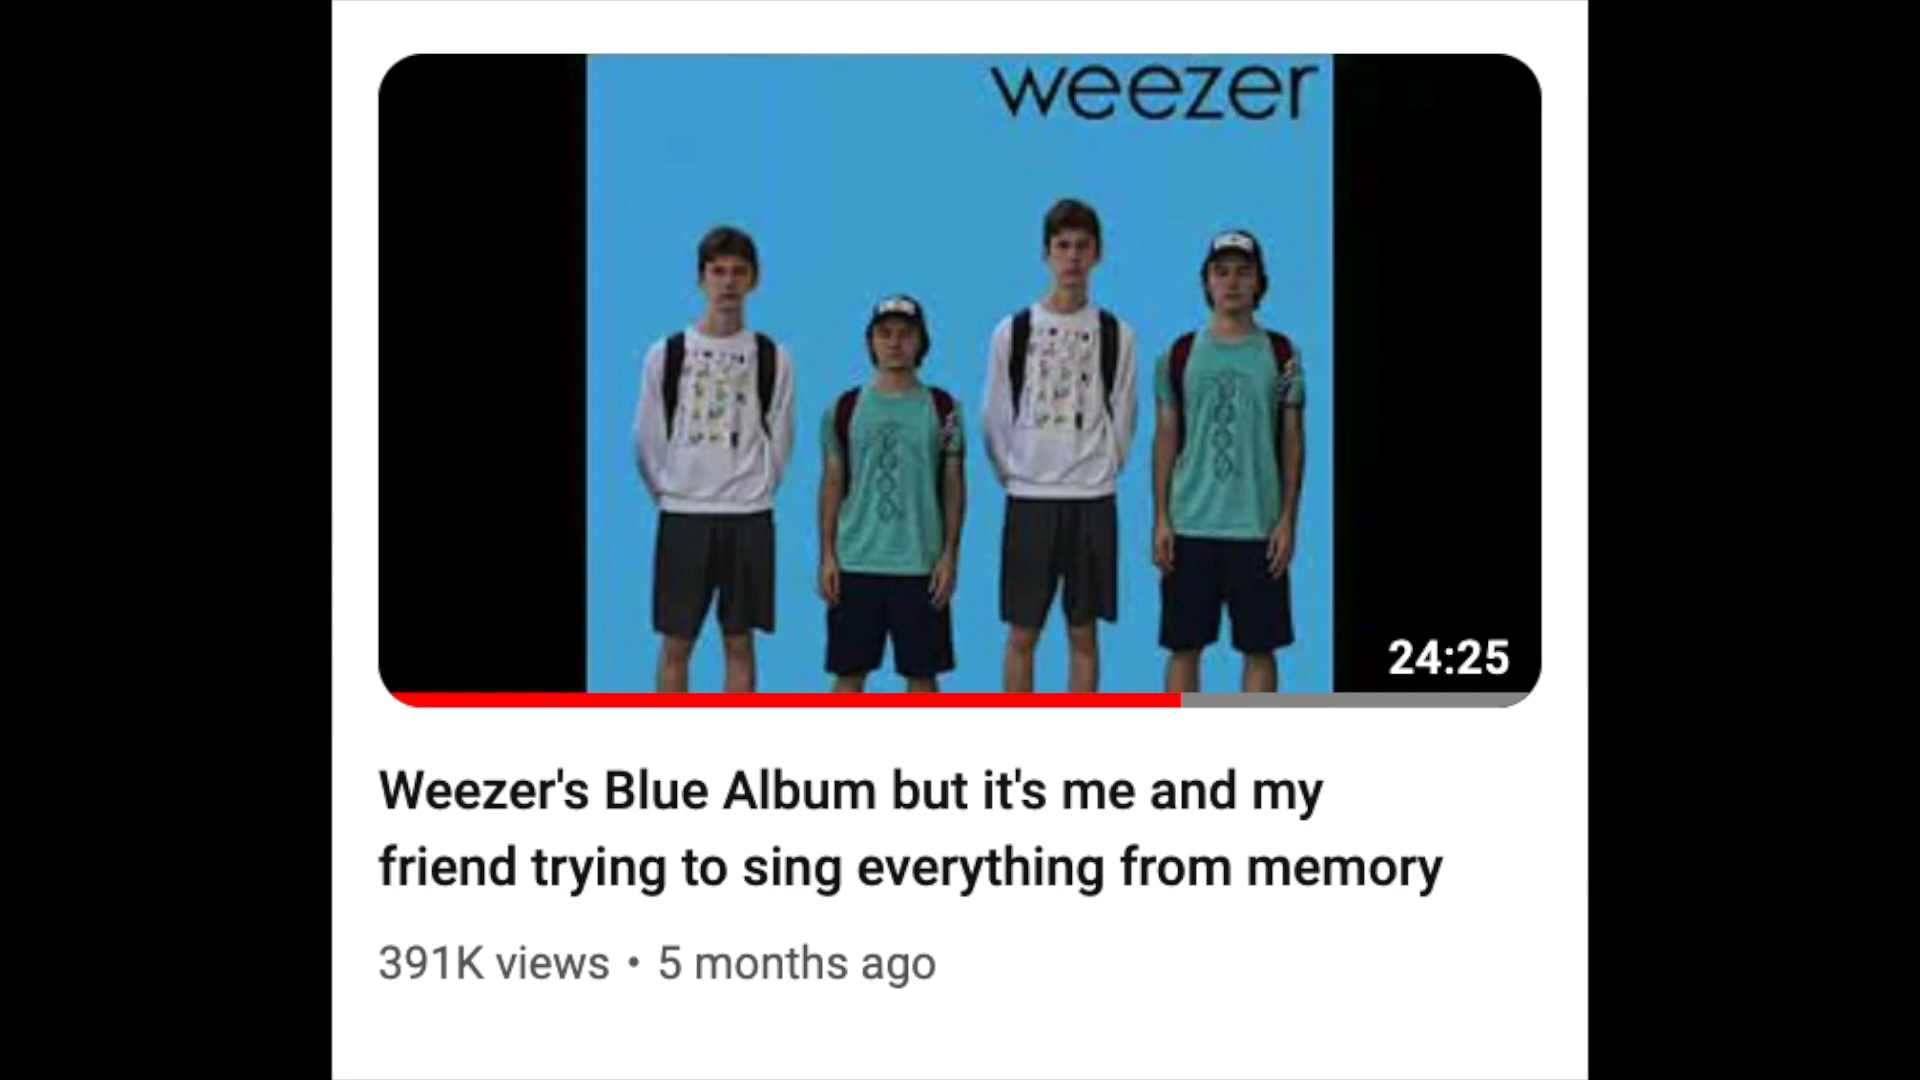 weezer
24:25
Weezer's Blue Album but it's me and my
friend trying to sing everything from memory
391K views • 5 months ago